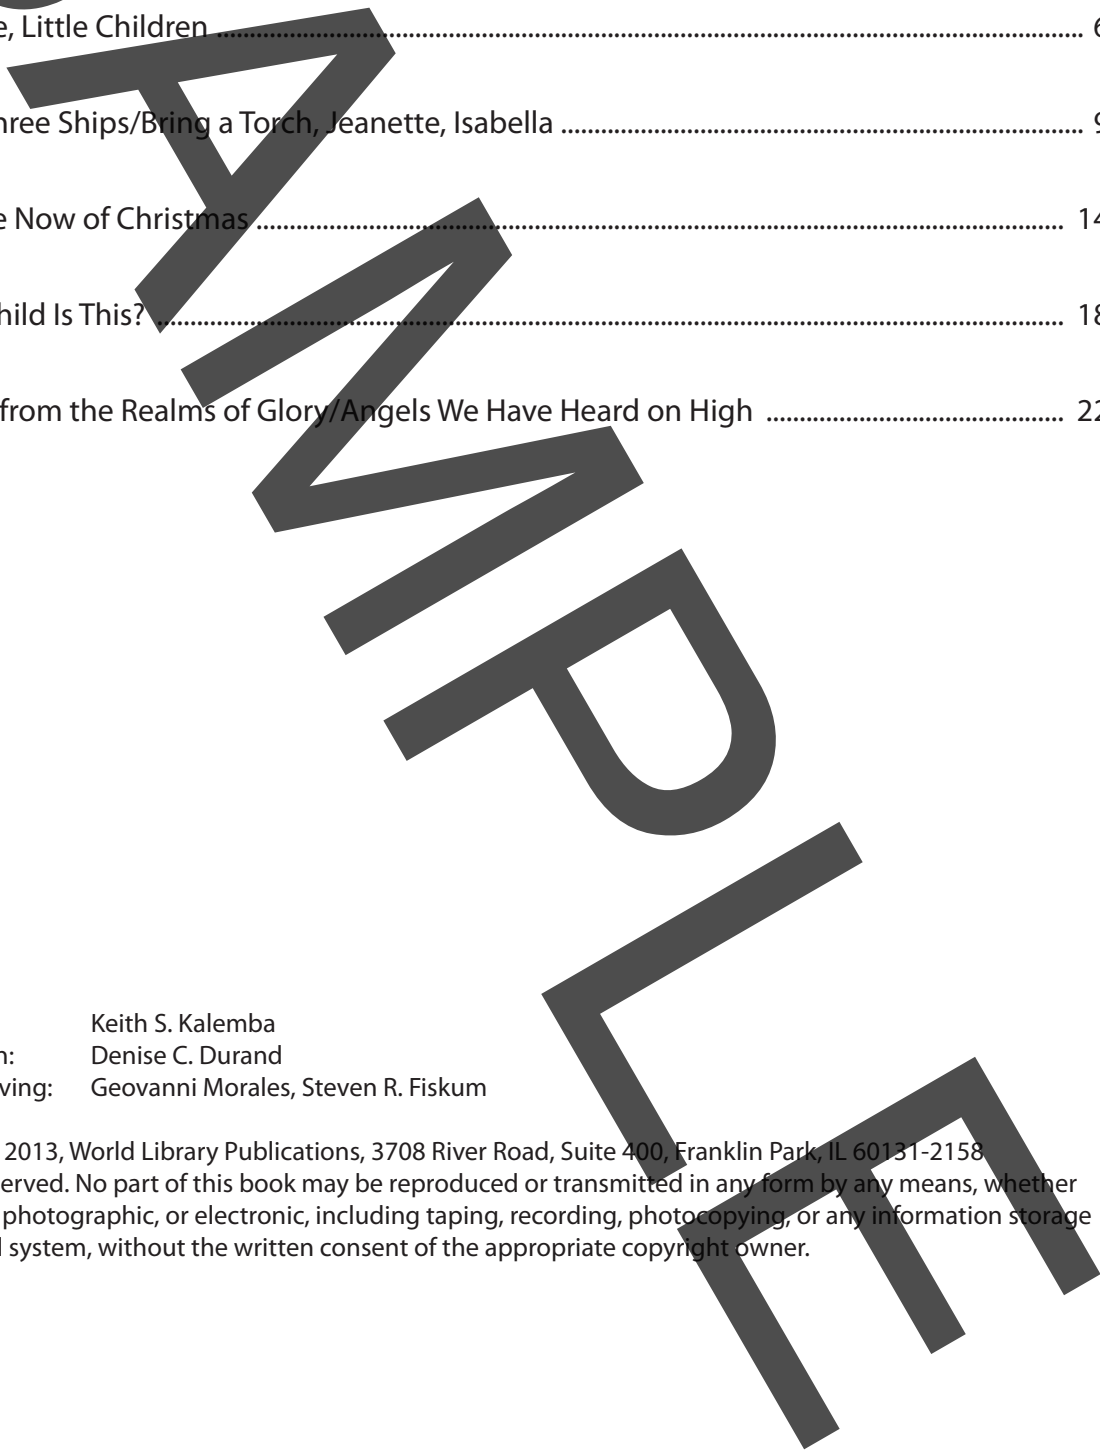 e, Little Children ........................................................................................................................ 6
hree Ships/Bring a Torch, Jeanette, Isabella ........................................................................ 9
e Now of Christmas ................................................................................................................ 14
hild Is This? ............................................................................................................................. 18
from the Realms of Glory/Angels We Have Heard on High ......................................... 22
SAMPLE
Keith S. Kalemba
n: Denise C. Durand
ving: Geovanni Morales, Steven R. Fiskum
2013, World Library Publications, 3708 River Road, Suite 400, Franklin Park, IL 60131-2158
erved. No part of this book may be reproduced or transmitted in any form by any means, whether
photographic, or electronic, including taping, recording, photocopying, or any information storage
l system, without the written consent of the appropriate copyright owner.